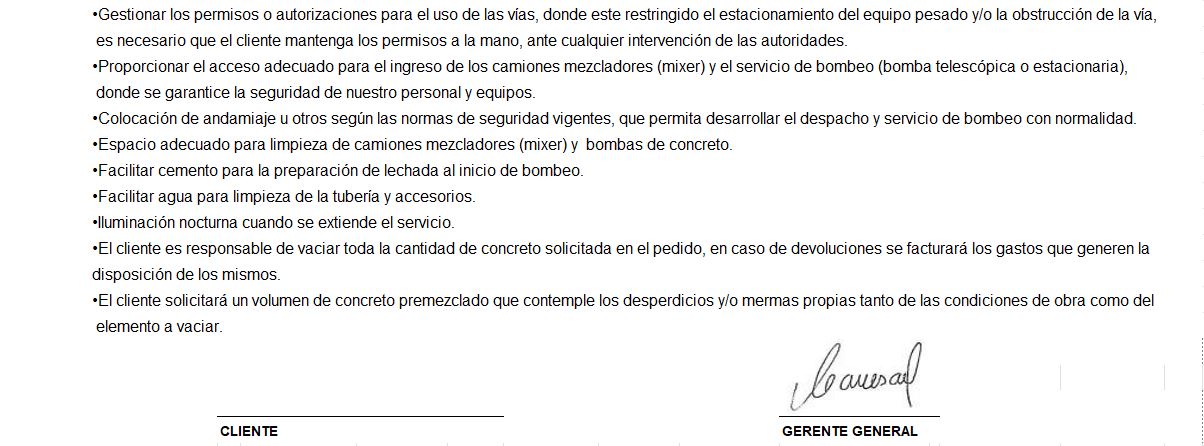 •Gestionar los permisos o autorizaciones para el uso de las vías, donde este restringido el estacionamiento del equipo pesado y/o la obstrucción de la vía,
es necesario que el cliente mantenga los permisos a la mano, ante cualquier intervención de las autoridades.
•Proporcionar el acceso adecuado para el ingreso de los camiones mezcladores (mixer) y el servicio de bombeo (bomba telescópica o estacionaria),
donde se garantice la seguridad de nuestro personal y equipos.
•Colocación de andamiaje u otros según las normas de seguridad vigentes, que permita desarrollar el despacho y servicio de bombeo con normalidad.
•Espacio adecuado para limpieza de camiones mezcladores (mixer) y  bombas de concreto.
•Facilitar cemento para la preparación de lechada al inicio de bombeo.
•Facilitar agua para limpieza de la tubería y accesorios.
•Iluminación nocturna cuando se extiende el servicio.
•El cliente es responsable de vaciar toda la cantidad de concreto solicitada en el pedido, en caso de devoluciones se facturará los gastos que generen la
disposición de los mismos.
•El cliente solicitará un volumen de concreto premezclado que contemple los desperdicios y/o mermas propias tanto de las condiciones de obra como del
elemento a vaciar.
CLIENTE
GERENTE GENERAL